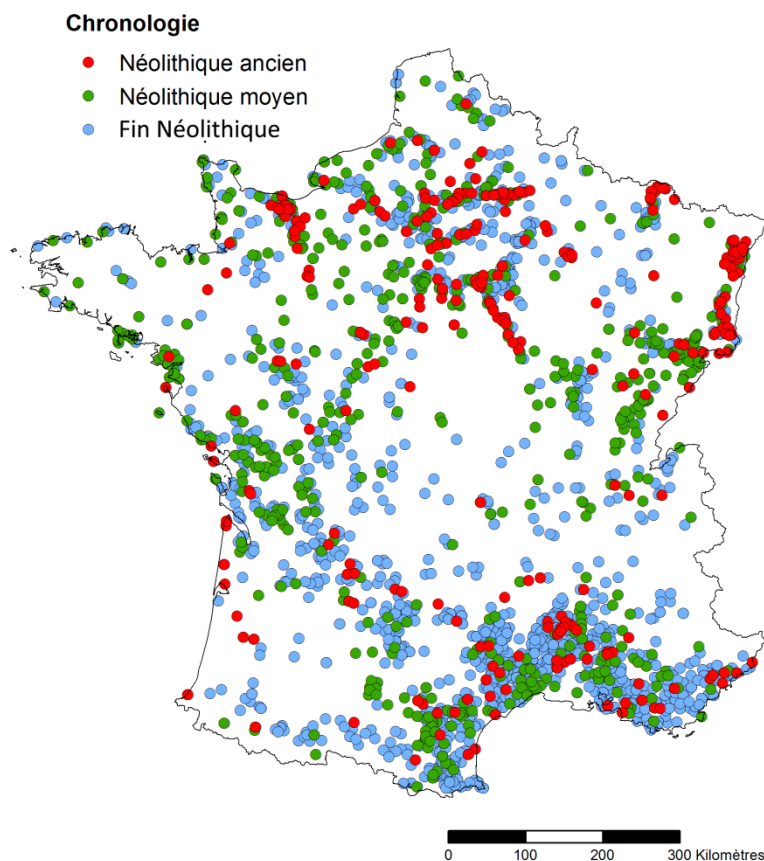 Chronologie
Néolithique ancien
Néolithique moyen
Fin Néolithique
0 100 200 300 Kilomètres